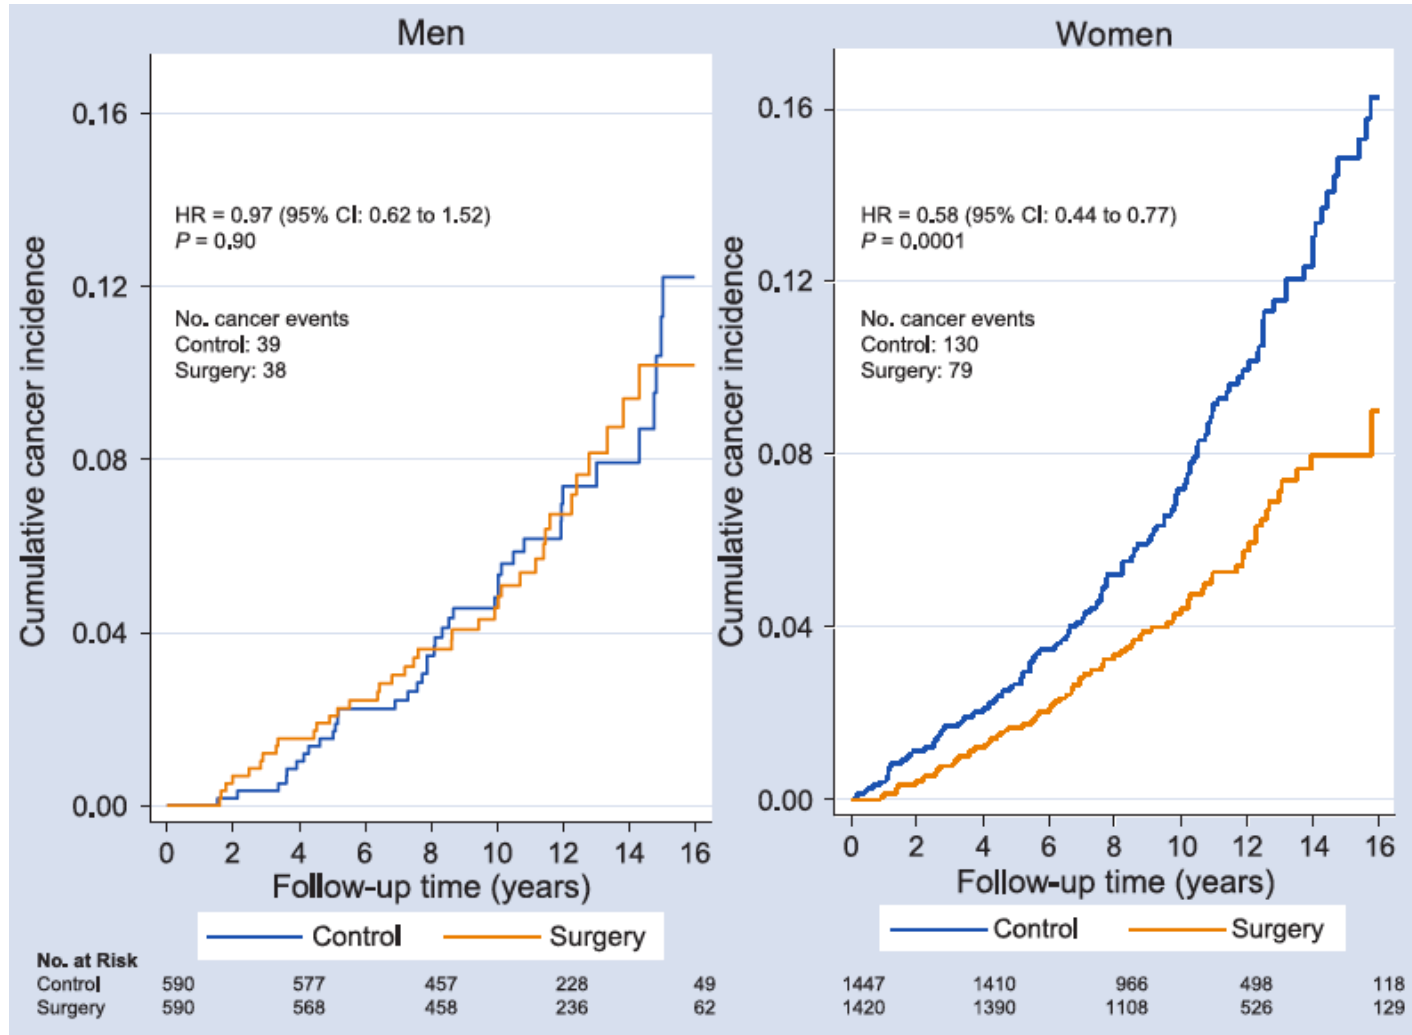 Men
Cumulative cancer incidence
0.16
0.12
0.08
0.04
0.00
HR = 0.97 (95% CI: 0.62 to 1.52)
P = 0.90
No. cancer events
Control: 39
Surgery: 38
0 2 4 6 8 10 12 14 16
Follow-up time (years)
Control Surgery
Women
Cumulative cancer incidence
0.16
0.12
0.08
0.04
0.00
HR = 0.58 (95% CI: 0.44 to 0.77)
P = 0.0001
No. cancer events
Control: 130
Surgery: 79
0 2 4 6 8 10 12 14 16
Follow-up time (years)
Control Surgery
No. at Risk
Control 590 577 457 228 49 1447 1410 966 498 118
Surgery 590 568 458 236 62 1420 1390 1108 526 129